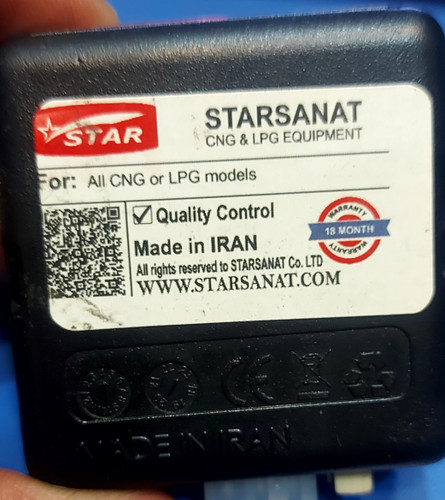 STAR
STARSANAT
CNG & LPG EQUIPMENT
For: All CNG or LPG models
Quality Control
Made in IRAN
All rights reserved to STARSANAT Co. LTD
WWW.STARSANAT.COM
WARRANTY
18 MONTH
WARRANTY
CE
MADE IN IRAN